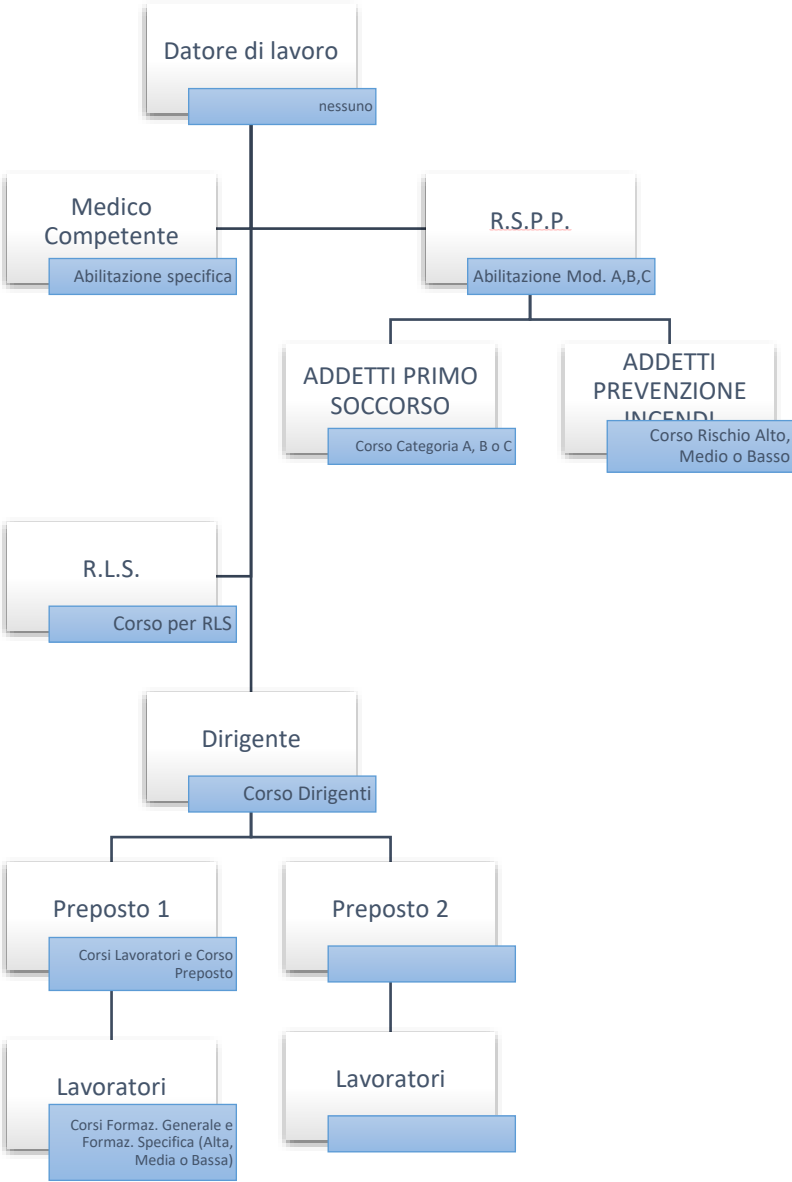 Datore di lavoro
nessuno
Medico
Competente
Abilitazione specifica
R.S.P.P.
Abilitazione Mod. A,B,C
ADDETTI PRIMO
SOCCORSO
Corso Categoria A, B o C
ADDETTI
PREVENZIONE
INCENDI
Corso Rischio Alto,
Medio o Basso
R.L.S.
Corso per RLS
Dirigente
Corso Dirigenti
Preposto 1
Corsi Lavoratori e Corso
Preposto
Preposto 2
Lavoratori
Corsi Formaz. Generale e
Formaz. Specifica (Alta,
Media o Bassa)
Lavoratori